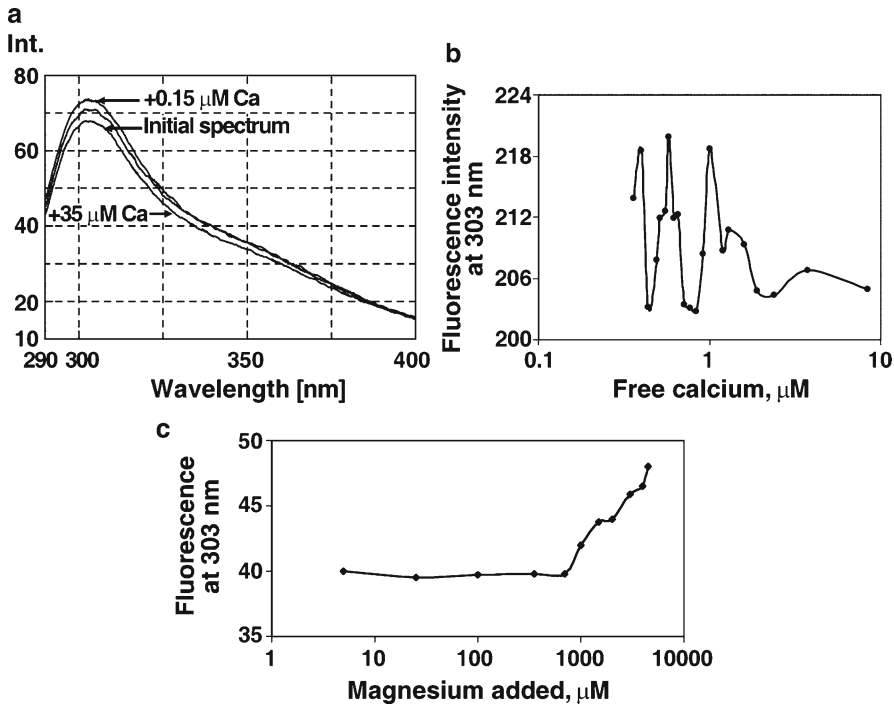 a
Int.
80
60
40
20
10
290 300 350 400
+0.15 μM Ca
Initial spectrum
+35 μM Ca
Wavelength [nm]
b
Fluorescence intensity
at 303 nm
224
218
212
206
200
0.1 1 10
Free calcium, μM
c
Fluorescence
at 303 nm
50
45
40
35
1 10 100 1000 10000
Magnesium added, μM